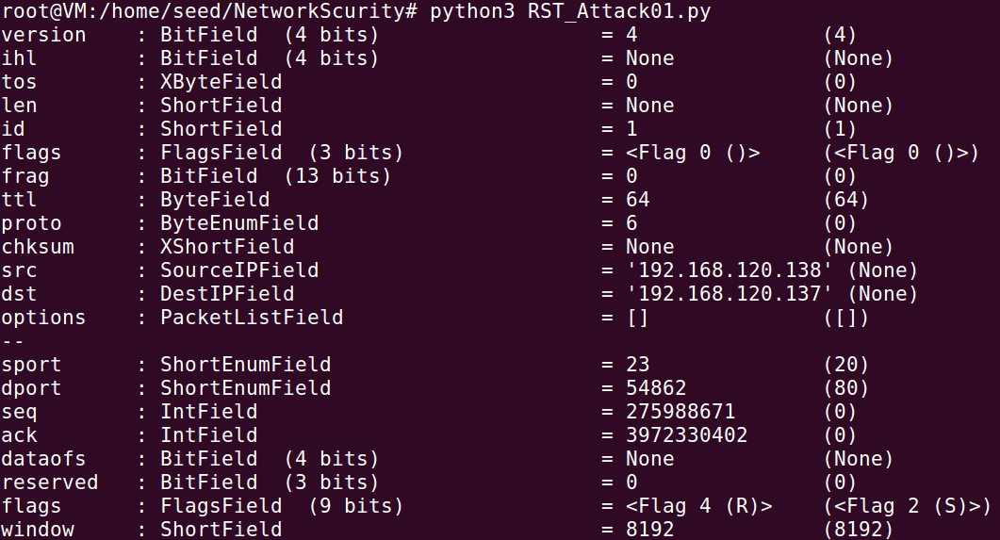 root@VM:/home/seed/NetworkScurity# python3 RST_Attack01.py
version    : BitField  (4 bits)                  = 4               (4)
ihl        : BitField  (4 bits)                  = None            (None)
tos        : XByteField                          = 0               (0)
len        : ShortField                          = None            (None)
id         : ShortField                          = 1               (1)
flags      : FlagsField  (3 bits)                = <Flag 0 ()>     (<Flag 0 ()>)
frag       : BitField  (13 bits)                 = 0               (0)
ttl        : ByteField                           = 64              (64)
proto      : ByteEnumField                       = 6               (0)
chksum     : XShortField                         = None            (None)
src        : SourceIPField                       = '192.168.120.138' (None)
dst        : DestIPField                         = '192.168.120.137' (None)
options    : PacketListField                     = []              ([])
--
sport      : ShortEnumField                      = 23              (20)
dport      : ShortEnumField                      = 54862           (80)
seq        : IntField                            = 275988671       (0)
ack        : IntField                            = 3972330402      (0)
dataofs    : BitField  (4 bits)                  = None            (None)
reserved   : BitField  (3 bits)                  = 0               (0)
flags      : FlagsField  (9 bits)                = <Flag 4 (R)>    (<Flag 2 (S)>)
window     : ShortField                          = 8192            (8192)